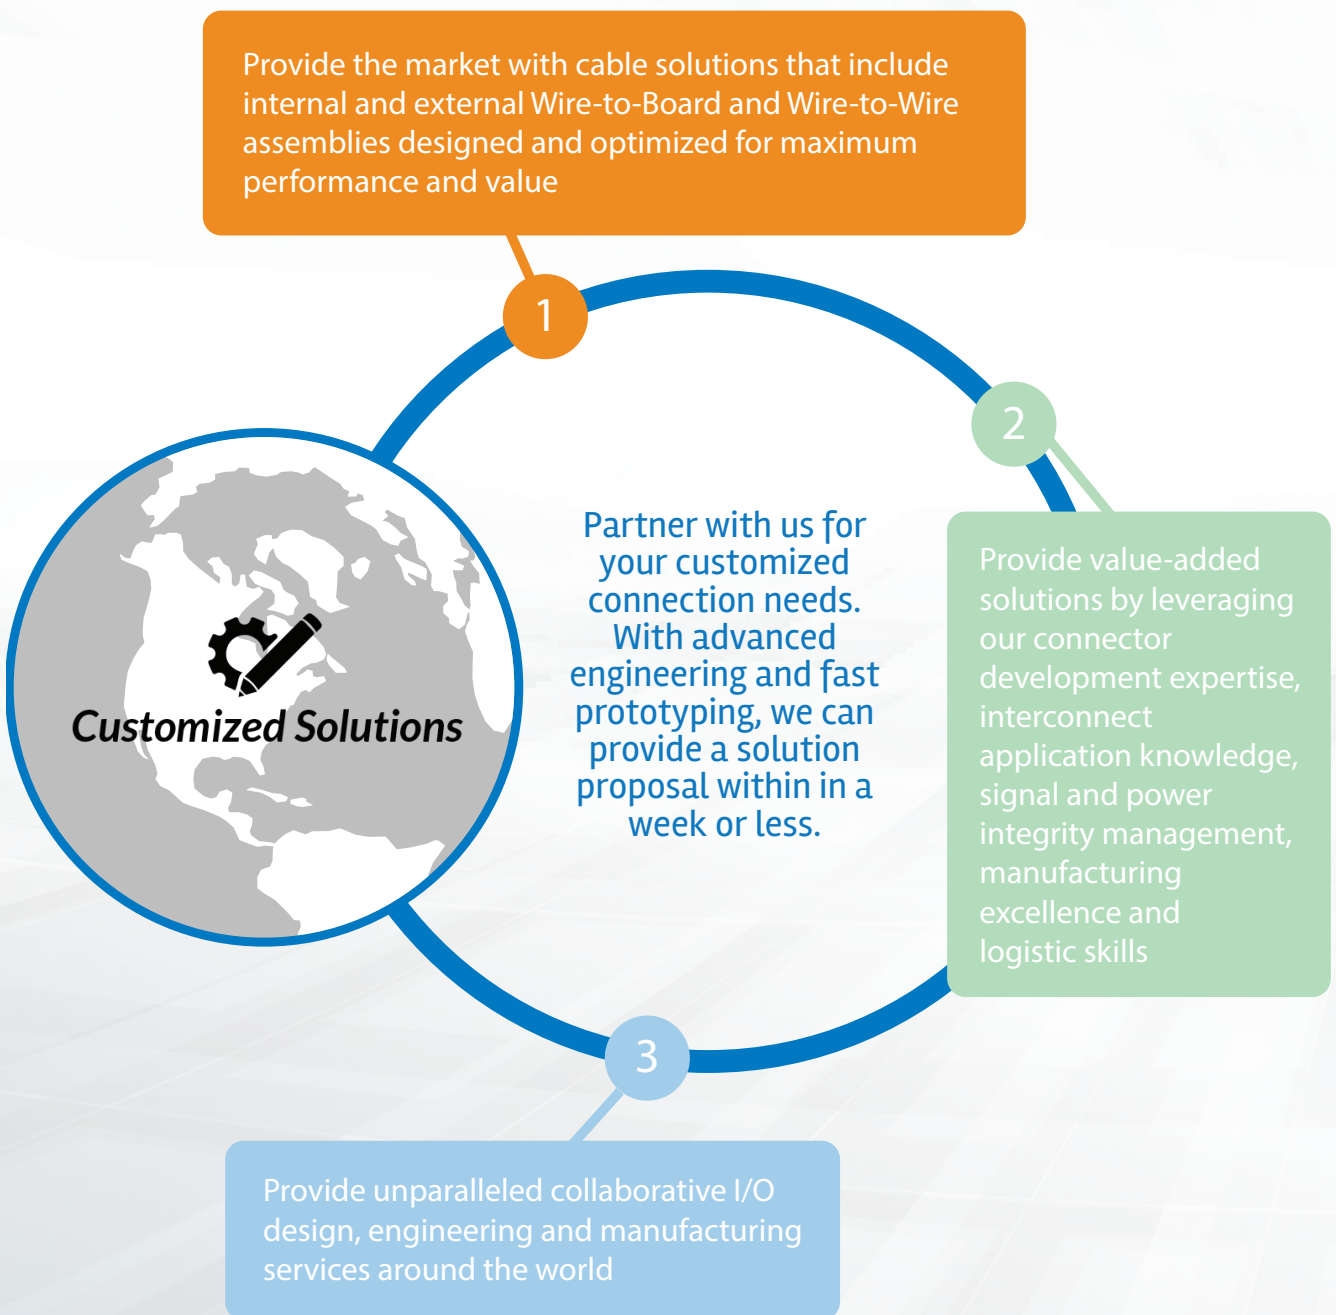 Provide the market with cable solutions that include
internal and external Wire-to-Board and Wire-to-Wire
assemblies designed and optimized for maximum
performance and value
1
2
Partner with us for
your customized
connection needs.
With advanced
engineering and fast
prototyping, we can
provide a solution
proposal within in a
week or less.
Customized Solutions
Provide value-added
solutions by leveraging
our connector
development expertise,
interconnect
application knowledge,
signal and power
integrity management,
manufacturing
excellence and
logistic skills
3
Provide unparalleled collaborative I/O
design, engineering and manufacturing
services around the world